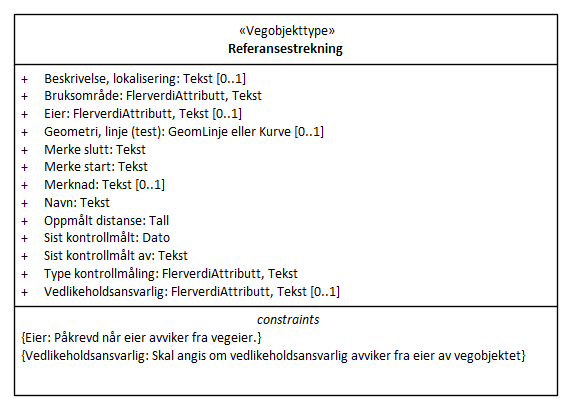 «Vegobjekttype»
Referansestrekning
+ Beskrivelse, lokalisering: Tekst [0..1]
+ Bruksområde: FlerverdiAttributt, Tekst
+ Eier: FlerverdiAttributt, Tekst [0..1]
+ Geometri, linje (test): GeomLinje eller Kurve [0..1]
+ Merke slutt: Tekst
+ Merke start: Tekst
+ Merknad: Tekst [0..1]
+ Navn: Tekst
+ Oppmålt distanse: Tall
+ Sist kontrollmålt: Dato
+ Sist kontrollmålt av: Tekst
+ Type kontrollmåling: FlerverdiAttributt, Tekst
+ Vedlikeholdsansvarlig: FlerverdiAttributt, Tekst [0..1]
constraints
{Eier: Påkrevd når eier avviker fra vegeier.}
{Vedlikeholdsansvarlig: Skal angis om vedlikeholdsansvarlig avviker fra eier av vegobjektet}